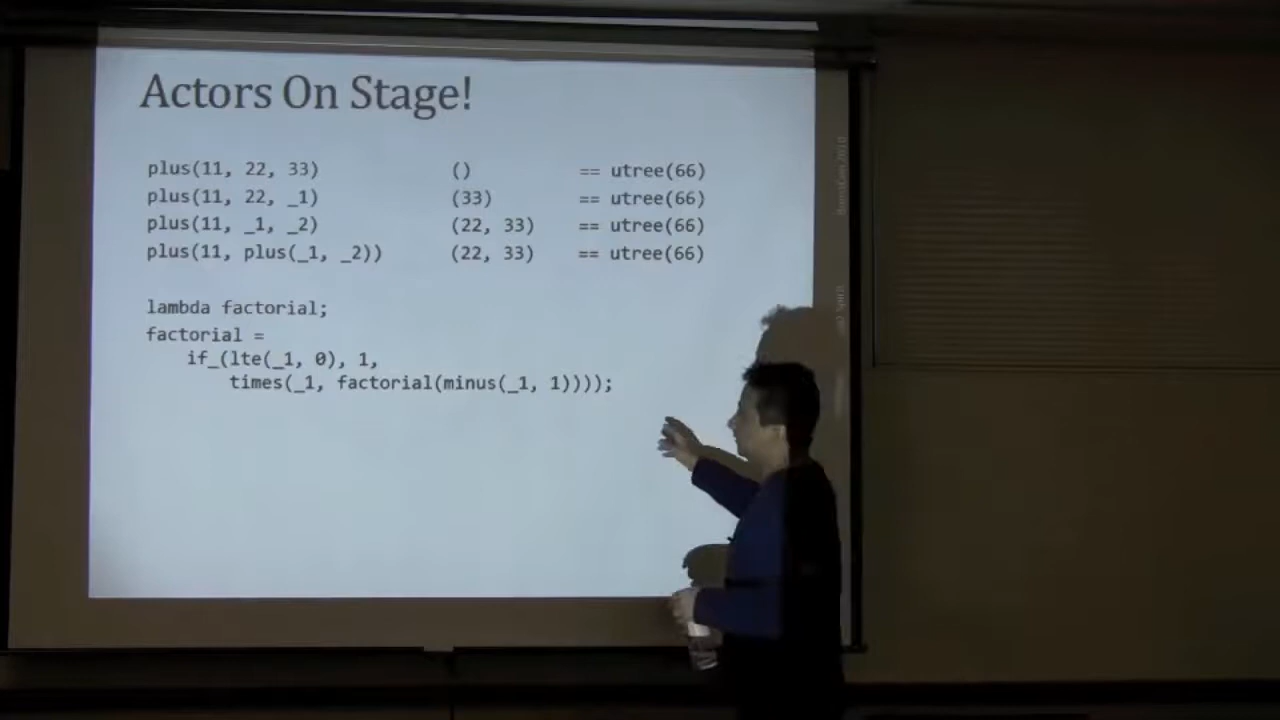 Actors On Stage!
plus(11, 22, 33) () == utree(66)
plus(11, 22, _1) (33) == utree(66)
plus(11, _1, _2) (22, 33) == utree(66)
plus(11, plus(_1, _2)) (22, 33) == utree(66)
lambda factorial;
factorial =
if_(lte(_1, 0), 1,
times(_1, factorial(minus(_1, 1))));
BoostCon 2010